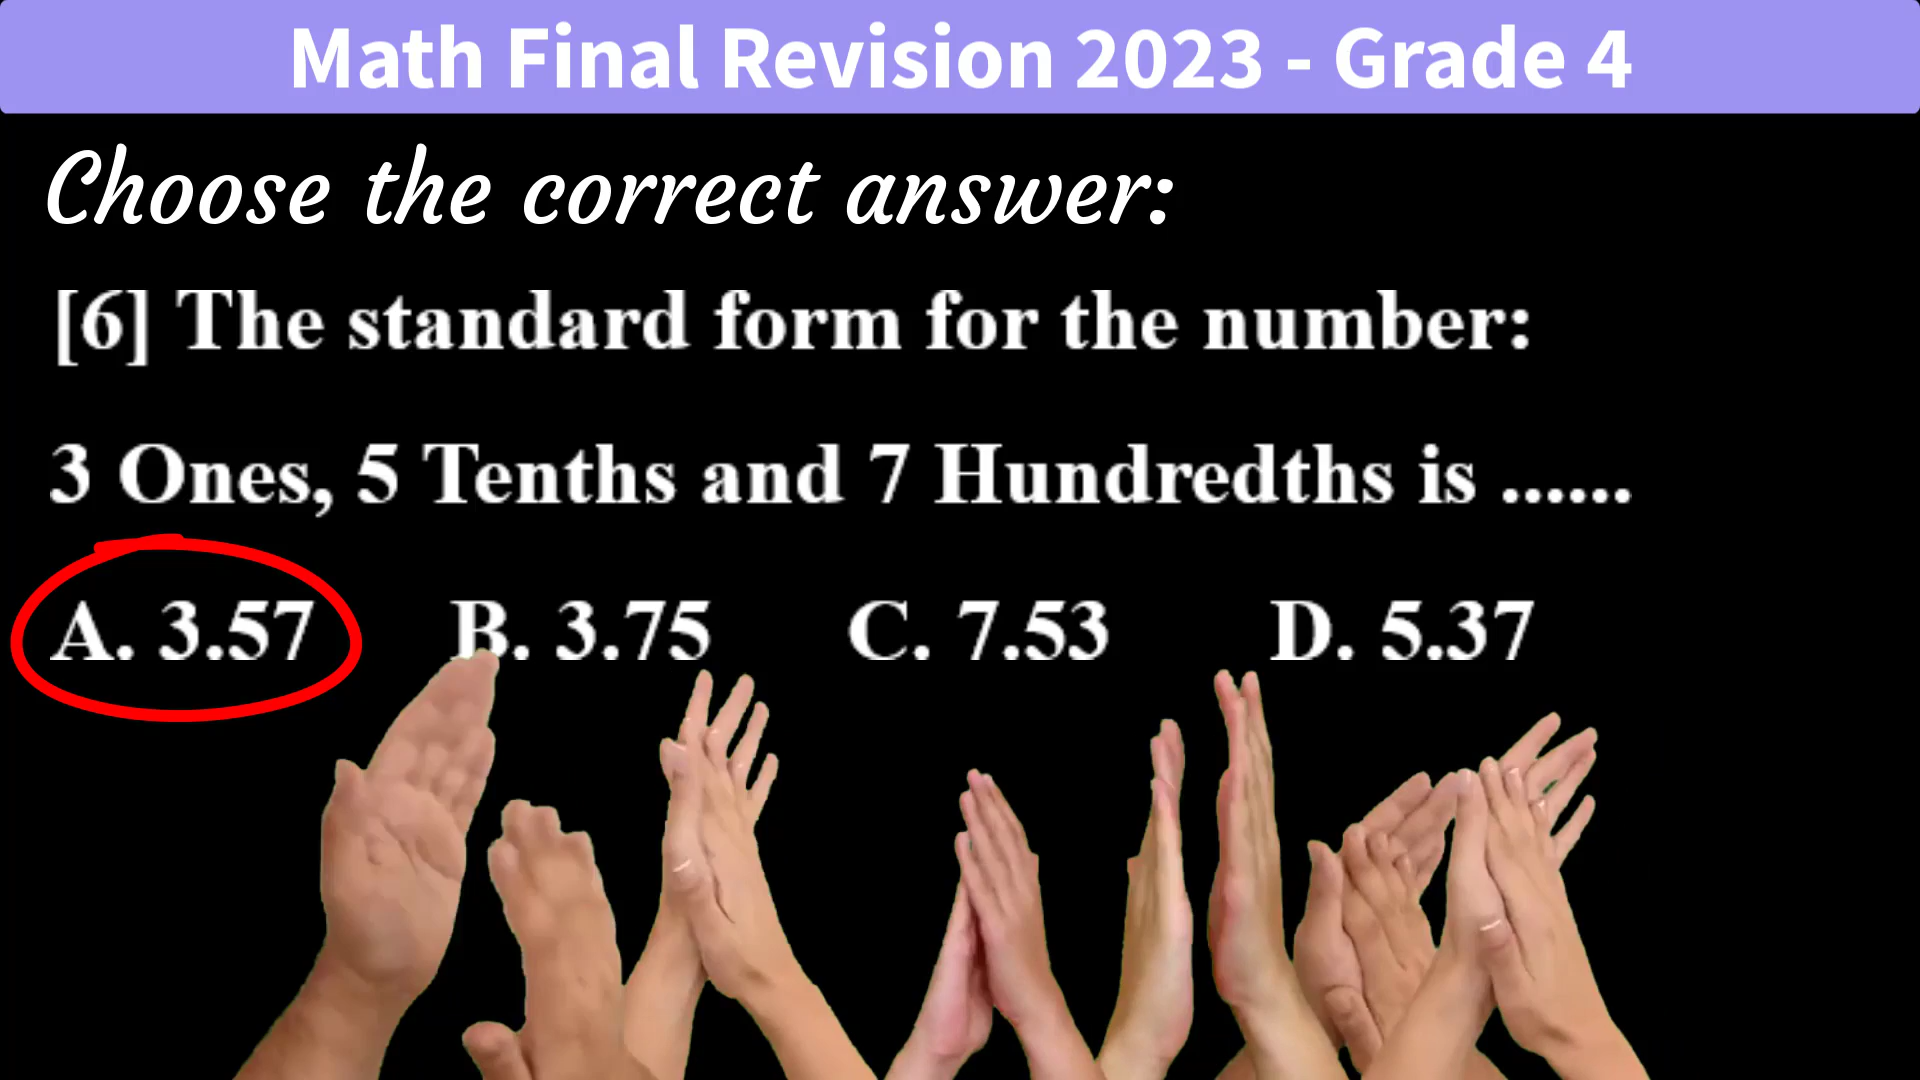 Math Final Revision 2023 - Grade 4
Choose the correct answer:
[6] The standard form for the number:
3 Ones, 5 Tenths and 7 Hundredths is ......
A. 3.57 B. 3.75 C. 7.53 D. 5.37